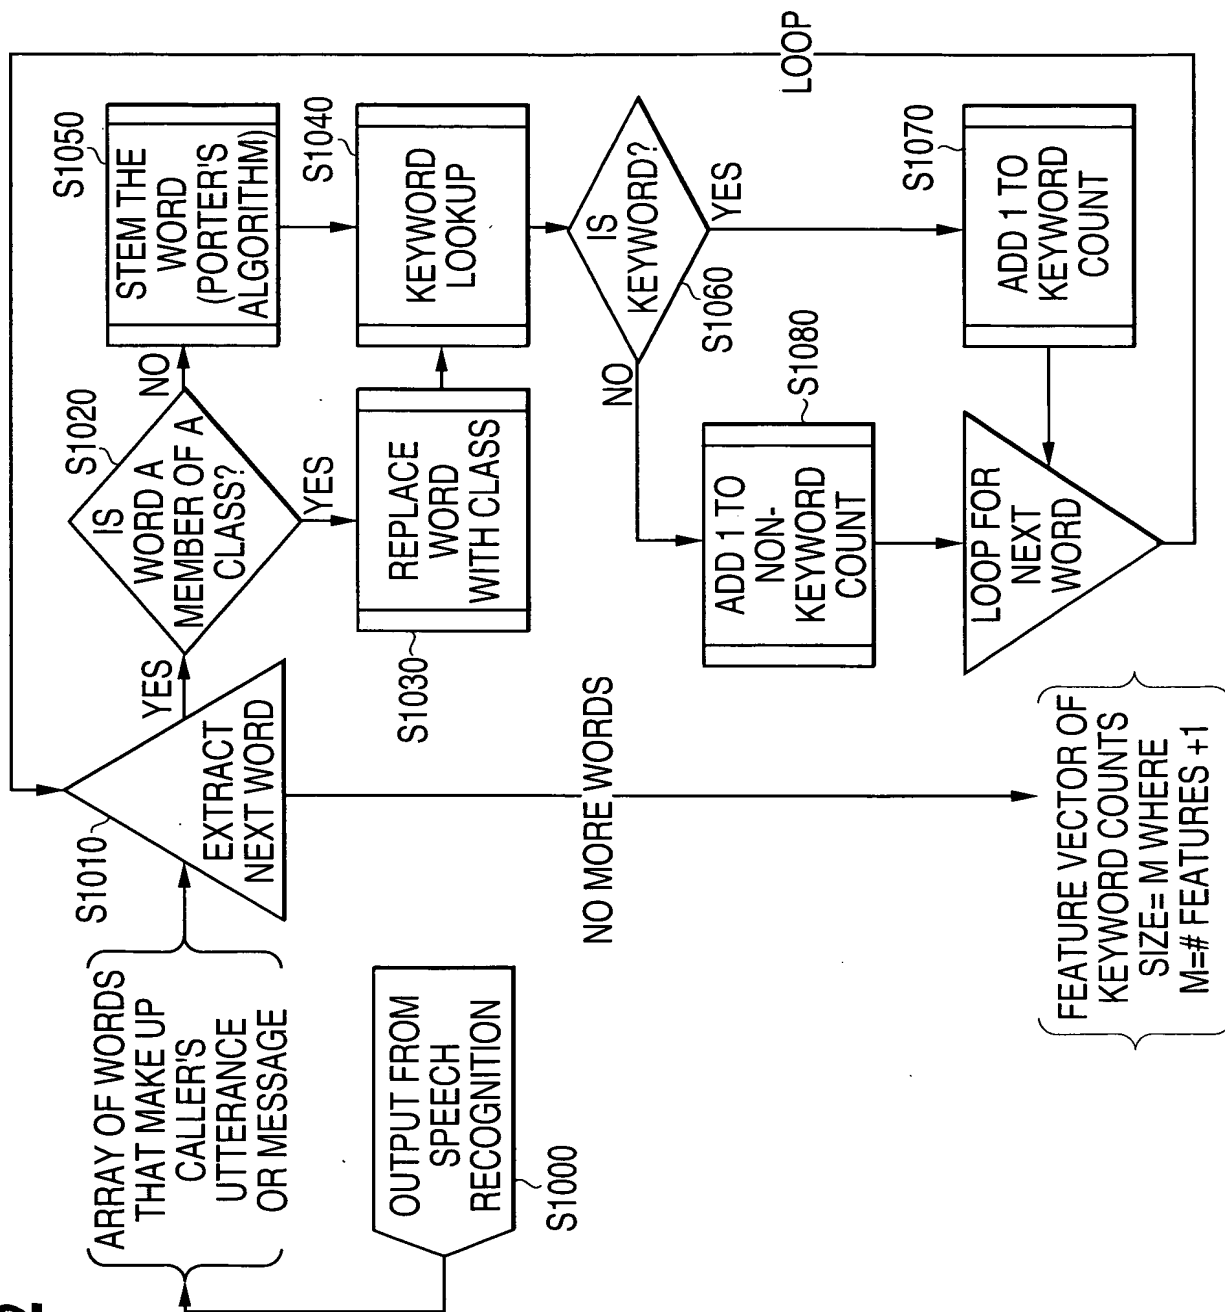 ARRAY OF WORDS
THAT MAKE UP
CALLER'S
UTTERANCE
OR MESSAGE
OUTPUT FROM
SPEECH
RECOGNITION
S1000
S1010
EXTRACT
NEXT WORD
YES
S1020
IS
WORD A
MEMBER OF A
CLASS?
NO
YES
S1050
STEM THE
WORD
(PORTER'S
ALGORITHM)
REPLACE
WORD
WITH CLASS
S1030
S1040
KEYWORD
LOOKUP
IS
KEYWORD?
S1060
NO
YES
S1080
ADD 1 TO
NON-
KEYWORD
COUNT
S1070
ADD 1 TO
KEYWORD
COUNT
LOOP FOR
NEXT
WORD
LOOP
NO MORE WORDS
FEATURE VECTOR OF
KEYWORD COUNTS
SIZE= M WHERE
M=# FEATURES +1